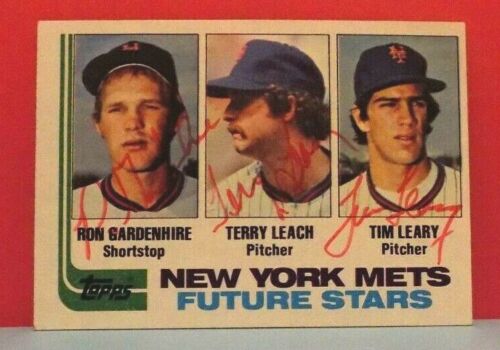 RON GARDENHIRE
Shortstop
TERRY LEACH
Pitcher
TIM LEARY
Pitcher
TOPPS
NEW YORK METS
FUTURE STARS